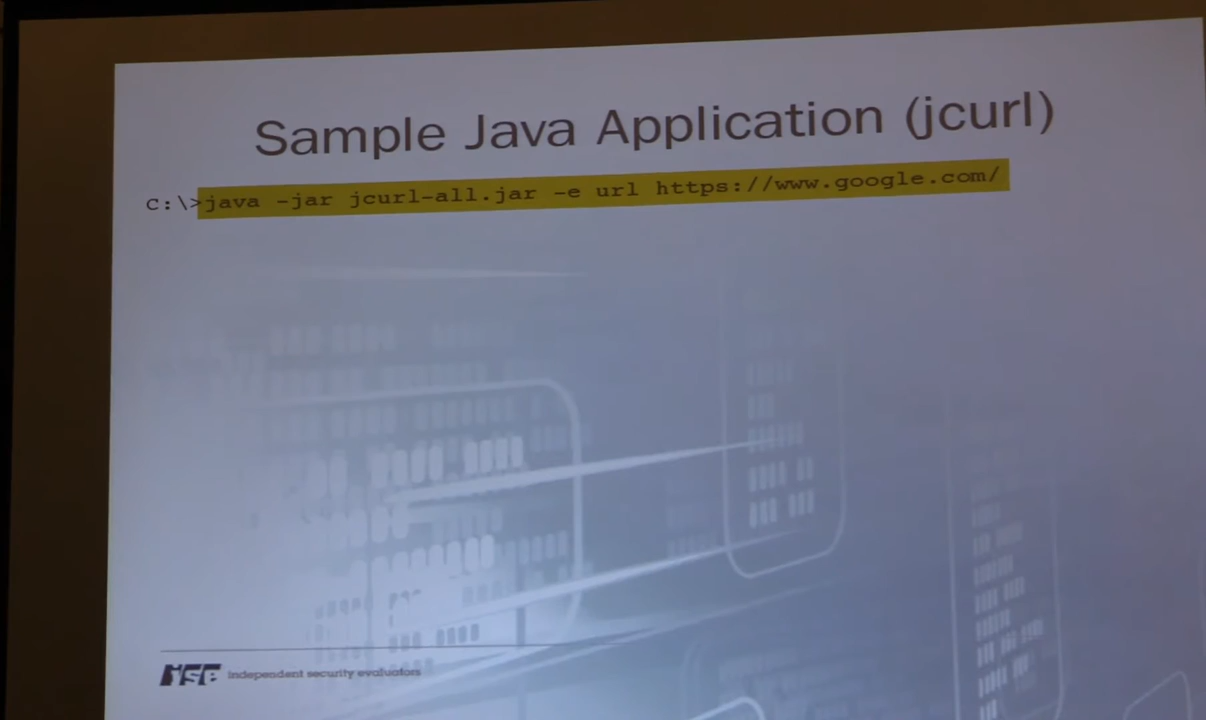 Sample Java Application (jcurl)
C:\>java -jar jcurl-all.jar -e url https://www.google.com/
ise independent security evaluators